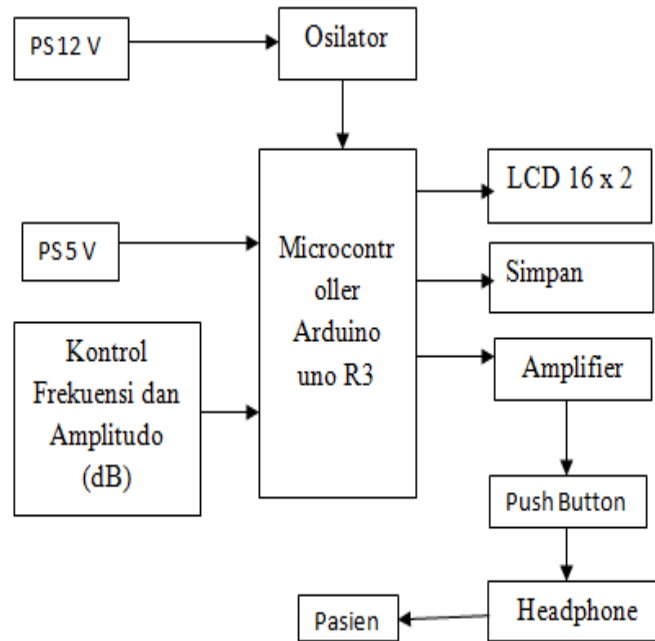 PS 12 V
Osilator
PS 5 V
Kontrol
Frekuensi dan
Amplitudo
(dB)
Microcontr
oller
Arduino
uno R3
LCD 16 x 2
Simpan
Amplifier
Push Button
Headphone
Pasien